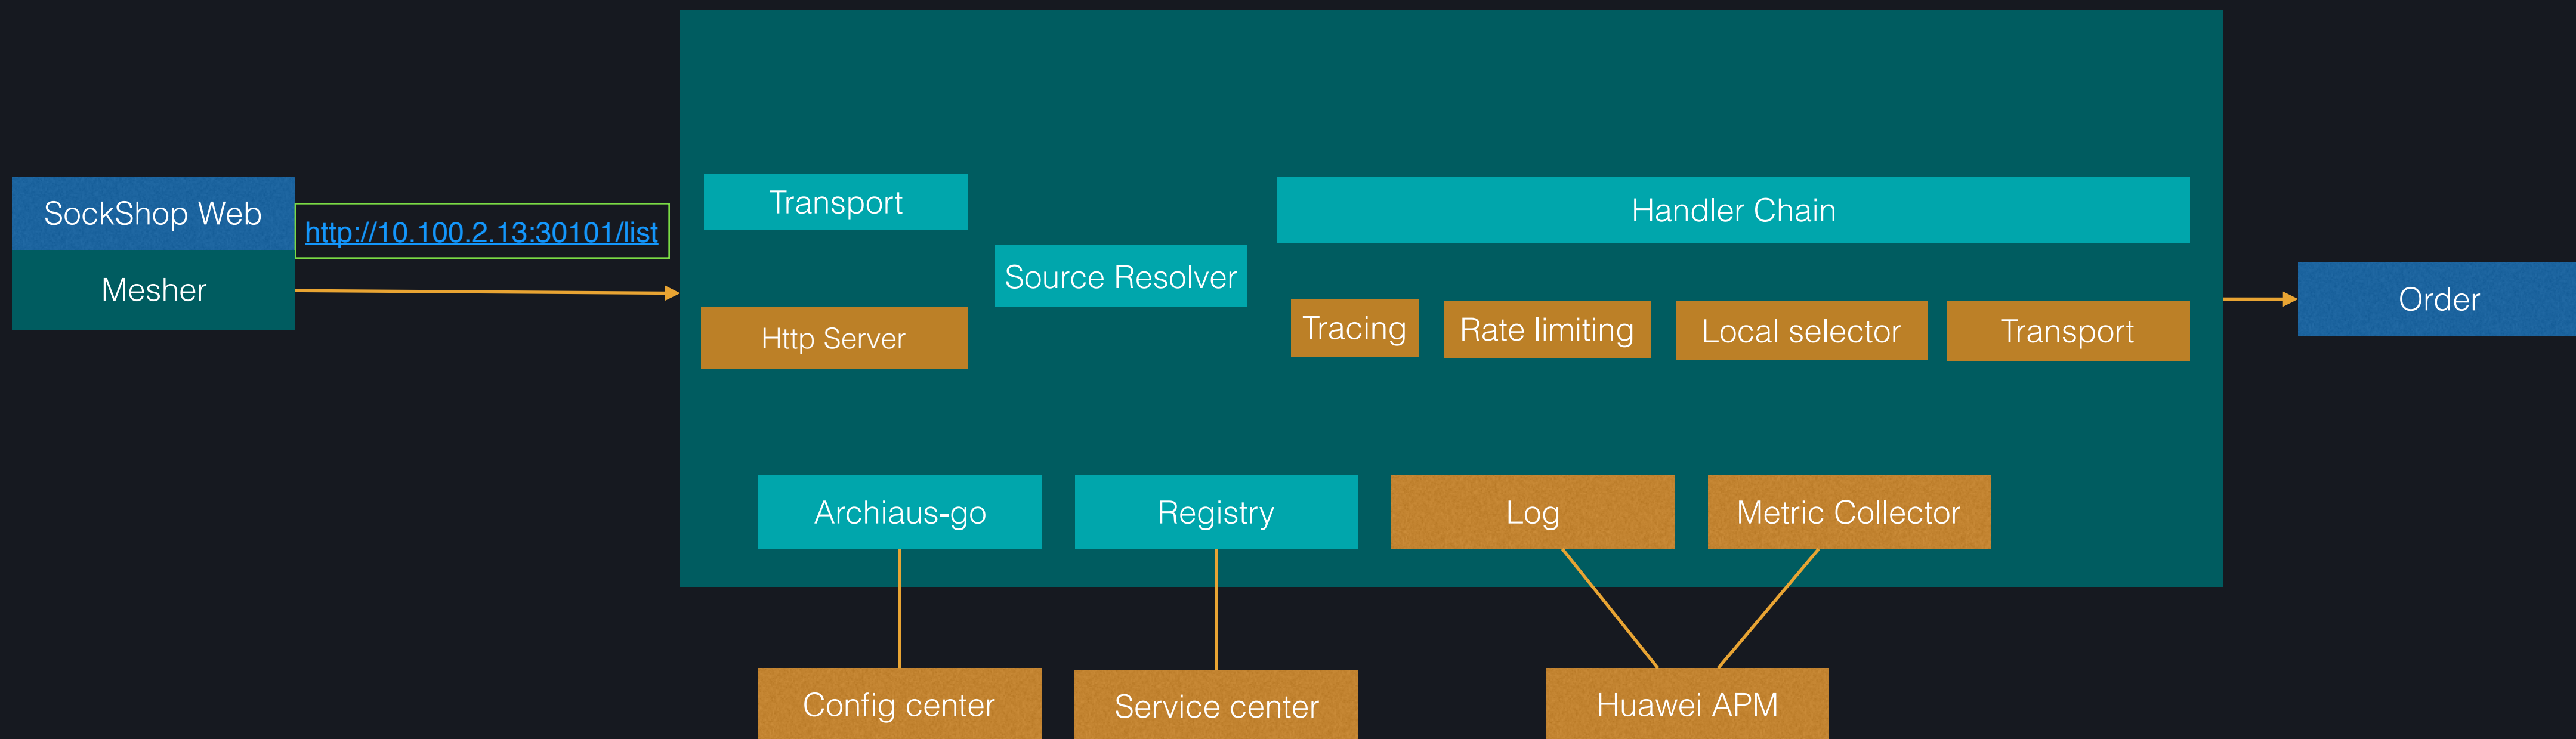 SockShop Web
http://10.100.2.13:30101/list
Mesher
Transport
Handler Chain
Source Resolver
Http Server
Tracing
Rate limiting
Local selector
Transport
Order
Archiaus-go
Registry
Log
Metric Collector
Config center
Service center
Huawei APM